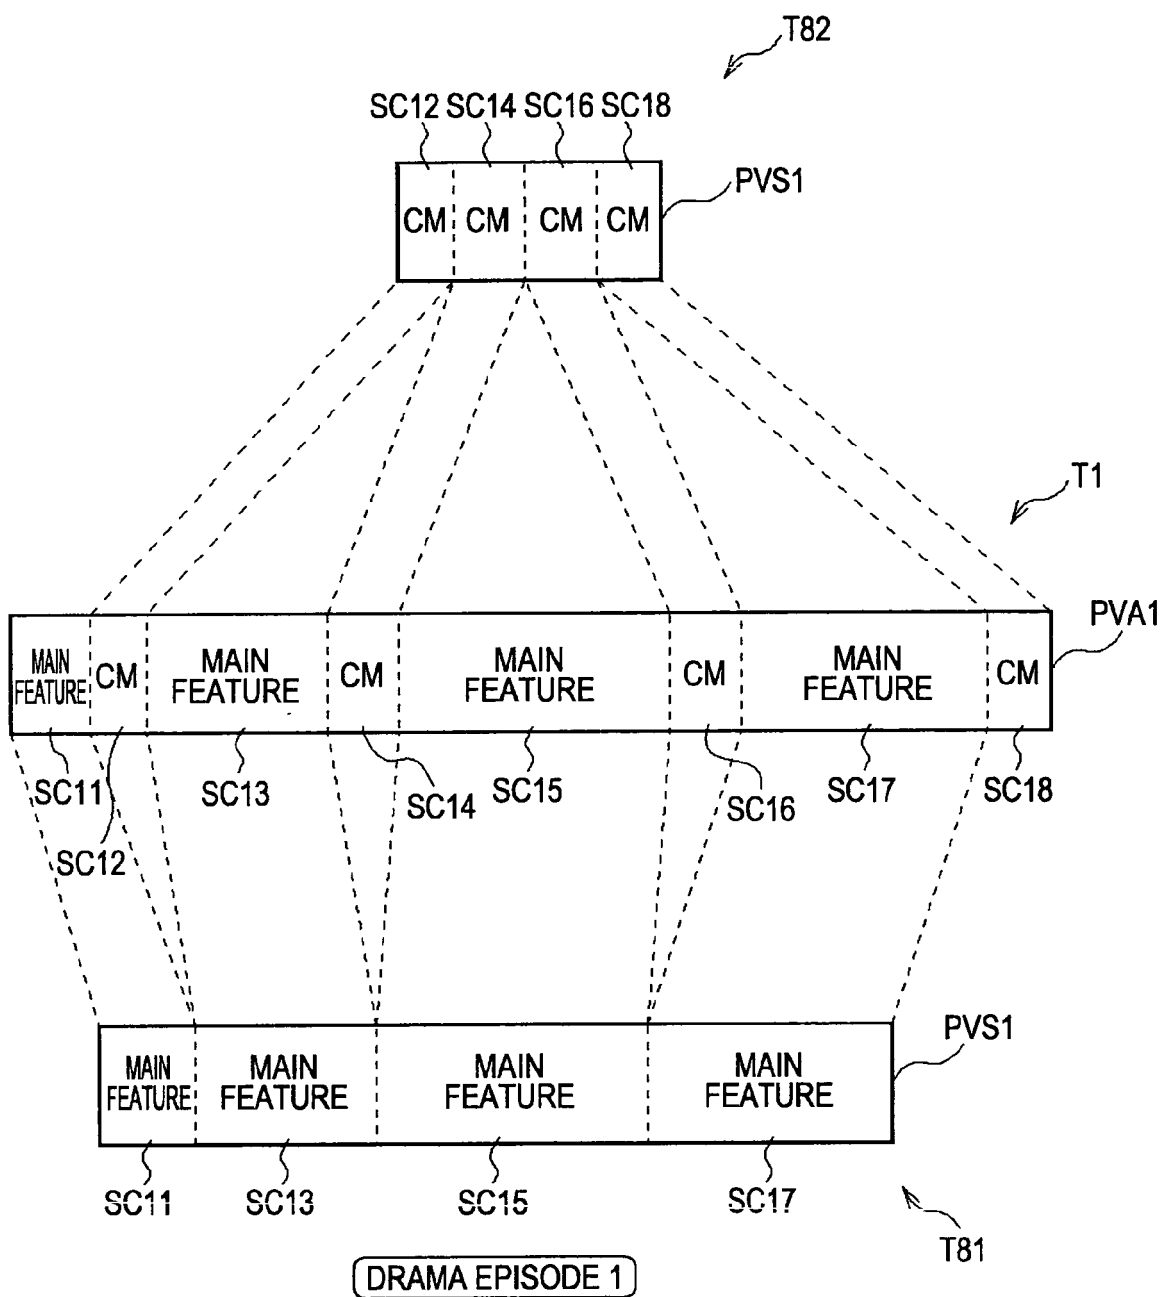 T82
SC12 SC14 SC16 SC18
PVS1
CM CM CM CM
T1
PVA1
MAIN FEATURE
CM
MAIN FEATURE
CM
MAIN FEATURE
CM
MAIN FEATURE
CM
SC11
SC12
SC13
SC14
SC15
SC16
SC17
SC18
PVS1
MAIN FEATURE
MAIN FEATURE
MAIN FEATURE
MAIN FEATURE
SC11 SC13 SC15 SC17
T81
DRAMA EPISODE 1